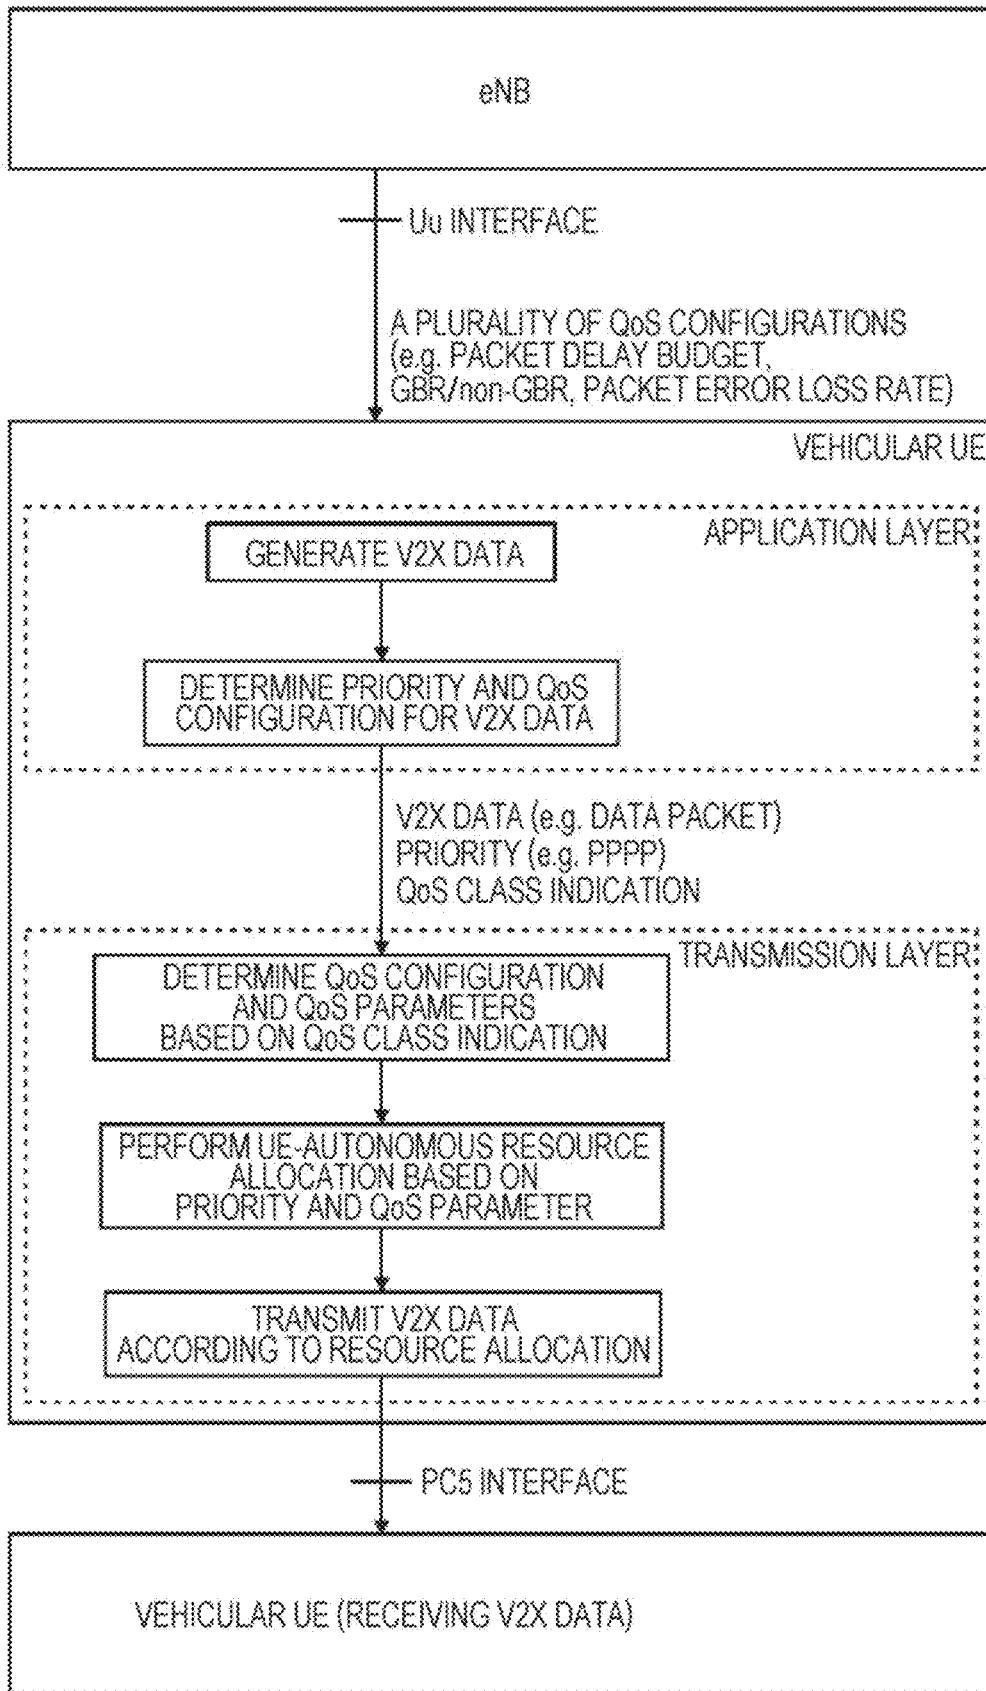 eNB
Uu INTERFACE
A PLURALITY OF QoS CONFIGURATIONS
(e.g. PACKET DELAY BUDGET,
GBR/non-GBR, PACKET ERROR LOSS RATE)
VEHICULAR UE
APPLICATION LAYER
GENERATE V2X DATA
DETERMINE PRIORITY AND QoS
CONFIGURATION FOR V2X DATA
V2X DATA (e.g. DATA PACKET)
PRIORITY (e.g. PPPP)
QoS CLASS INDICATION
TRANSMISSION LAYER
DETERMINE QoS CONFIGURATION
AND QoS PARAMETERS
BASED ON QoS CLASS INDICATION
PERFORM UE-AUTONOMOUS RESOURCE
ALLOCATION BASED ON
PRIORITY AND QoS PARAMETER
TRANSMIT V2X DATA
ACCORDING TO RESOURCE ALLOCATION
PC5 INTERFACE
VEHICULAR UE (RECEIVING V2X DATA)